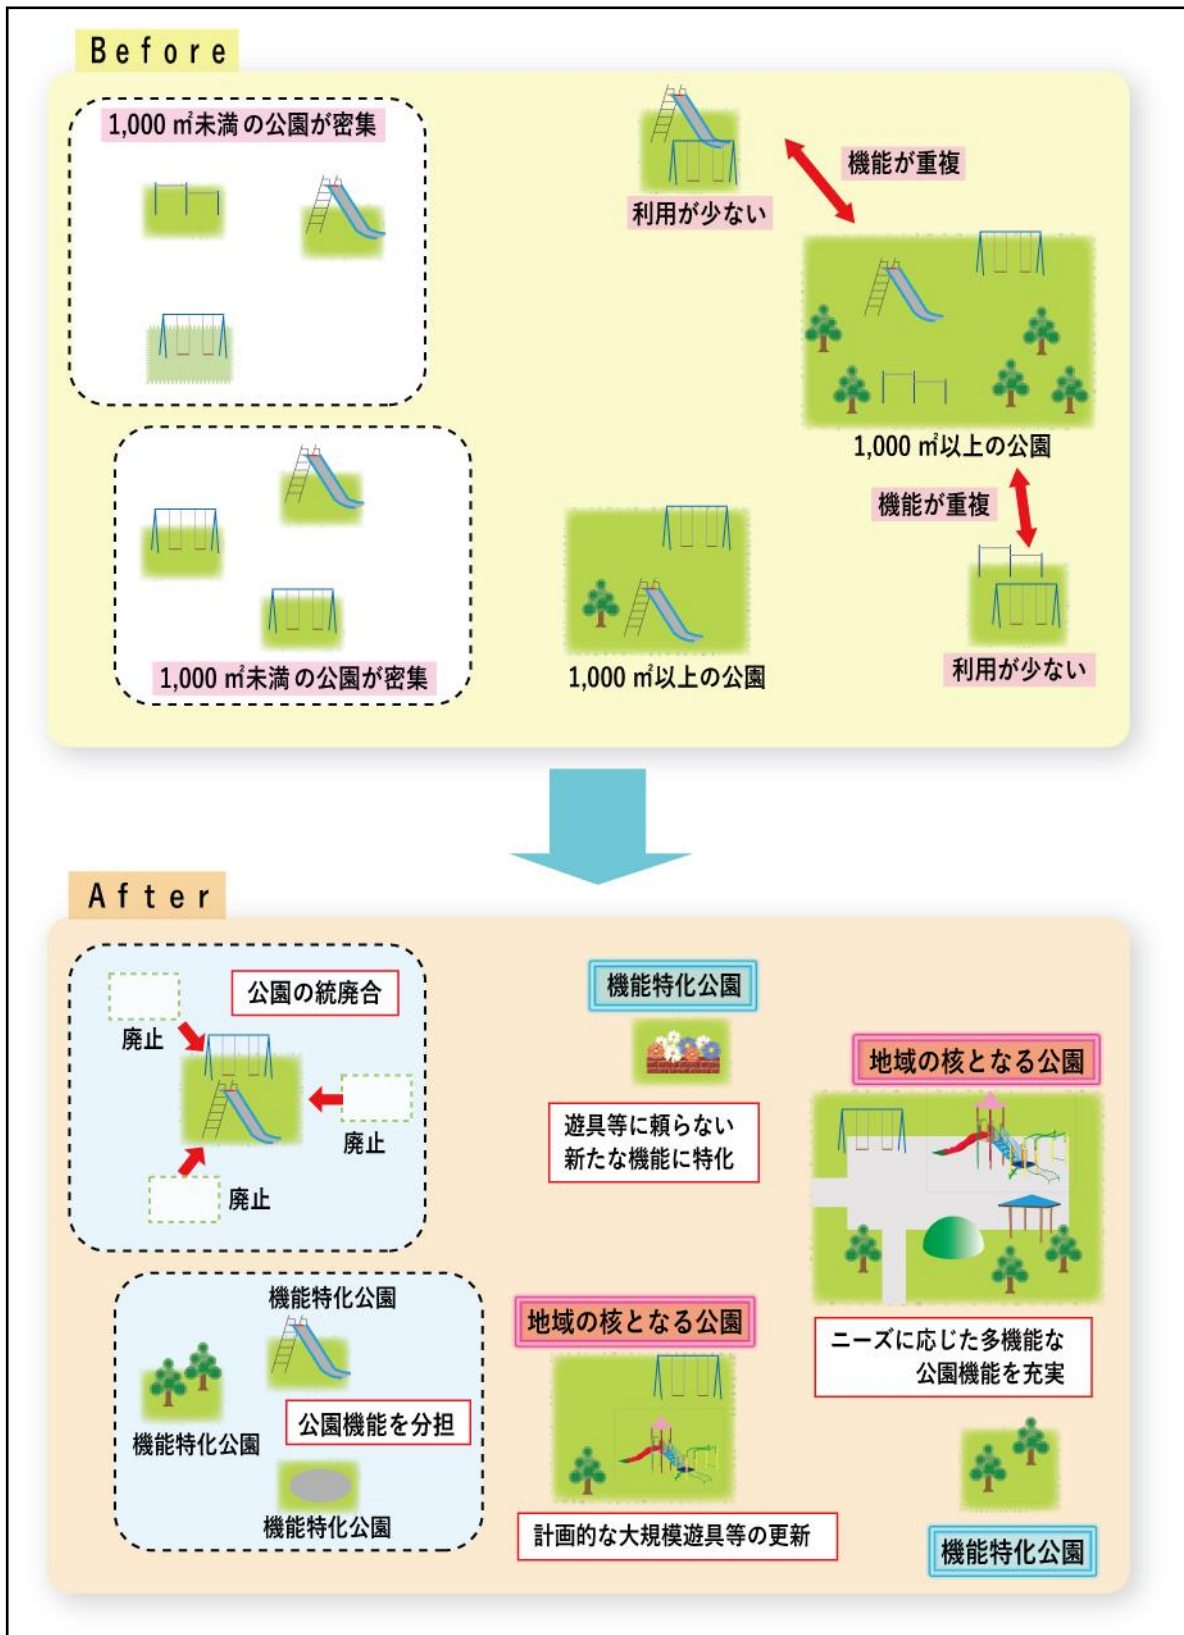 Before
1,000 ㎡未満の公園が密集
機能が重複
利用が少ない
1,000 ㎡以上の公園
機能が重複
1,000 ㎡未満の公園が密集
1,000 ㎡以上の公園
利用が少ない
After
公園の統廃合
廃止
廃止
廃止
機能特化公園
遊具等に頼らない
新たな機能に特化
地域の核となる公園
ニーズに応じた多機能な
公園機能を充実
機能特化公園
公園機能を分担
機能特化公園
機能特化公園
地域の核となる公園
計画的な大規模遊具等の更新
機能特化公園